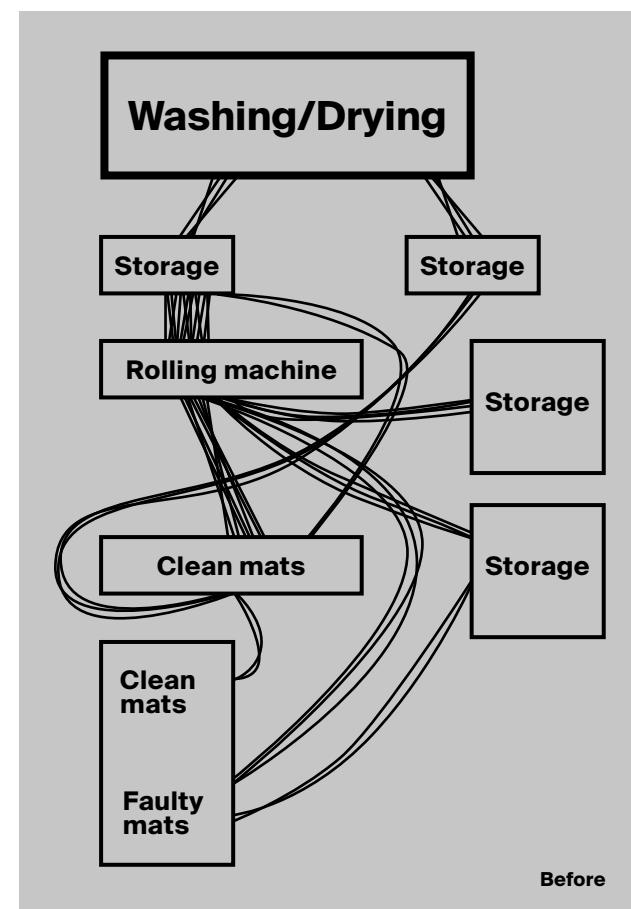 Washing/Drying
Storage
Storage
Rolling machine
Storage
Clean mats
Storage
Clean
mats
Faulty
mats
Before